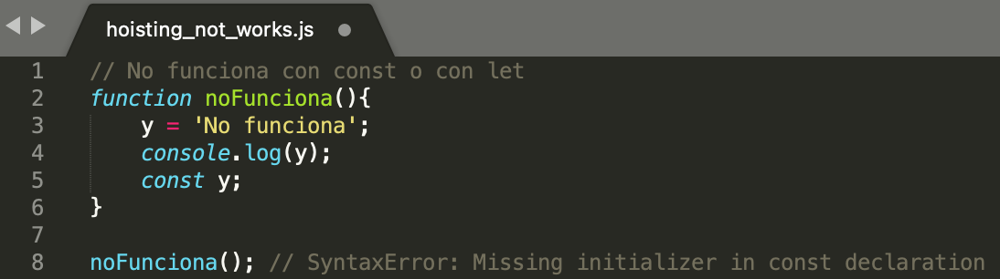 hoisting_not_works.js
1 // No funciona con const o con let
2 function noFunciona(){
3 y = 'No funciona';
4 console.log(y);
5 const y;
6 }
7
8 noFunciona(); // SyntaxError: Missing initializer in const declaration